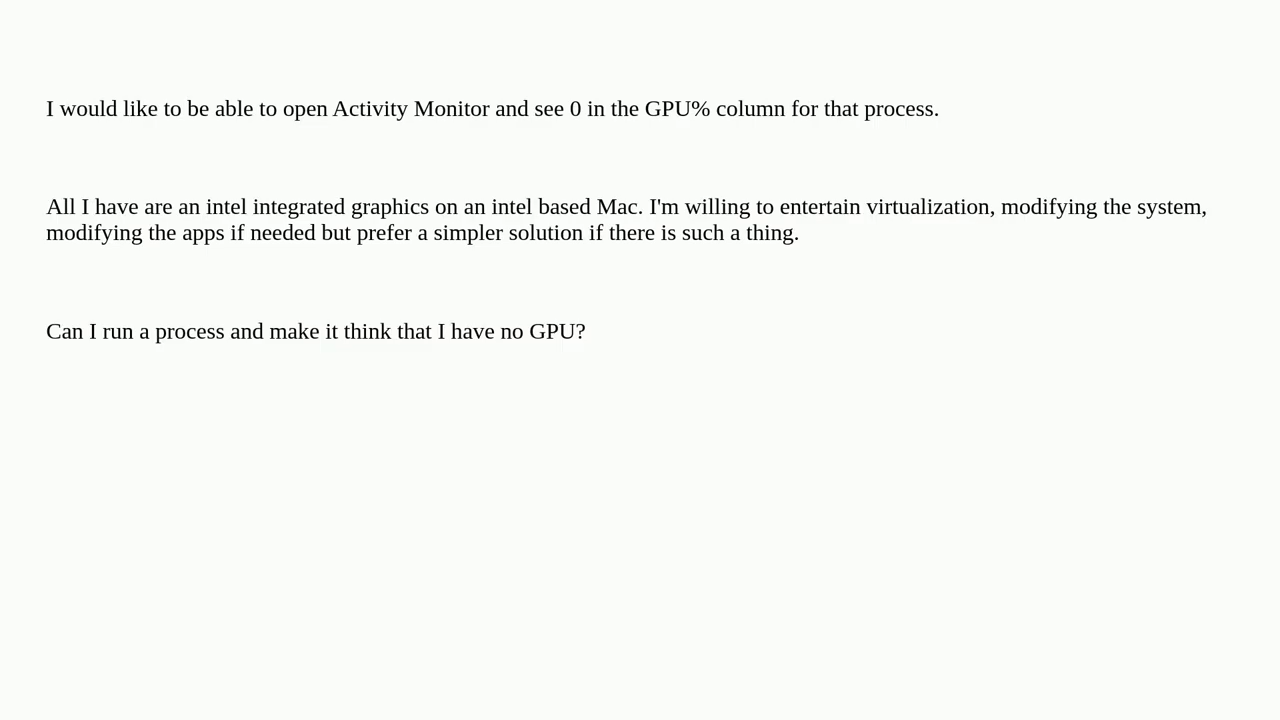 I would like to be able to open Activity Monitor and see 0 in the GPU% column for that process.
All I have are an intel integrated graphics on an intel based Mac. I'm willing to entertain virtualization, modifying the system,
modifying the apps if needed but prefer a simpler solution if there is such a thing.
Can I run a process and make it think that I have no GPU?